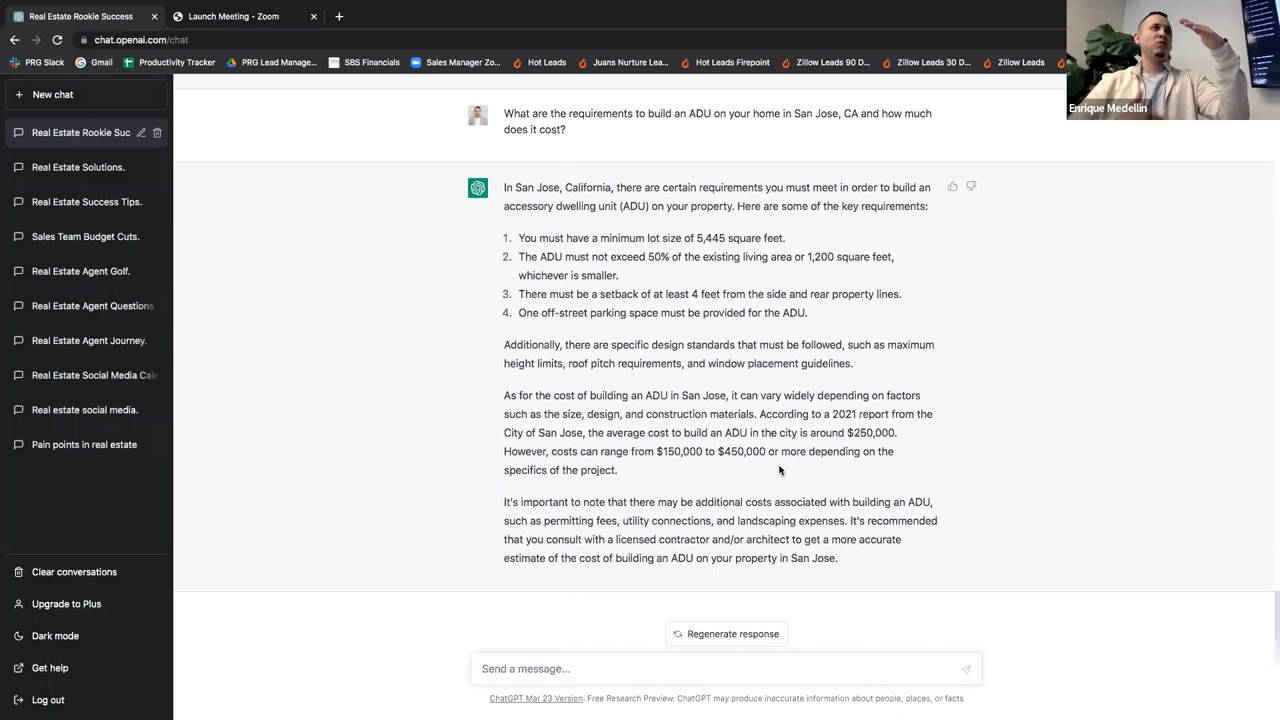 Real Estate Rookie Success
Launch Meeting - Zoom
chat.openai.com/chat
PRG Slack
Gmail
Productivity Tracker
PRG Lead Manage...
SBS Financials
Sales Manager Zo...
Hot Leads
Juans Nurture Lea...
Hot Leads Firepoint
Zillow Leads 90 D...
Zillow Leads 30 D...
Zillow Leads
Enrique Medellin
New chat
Real Estate Rookie Suc
Real Estate Solutions.
Real Estate Success Tips.
Sales Team Budget Cuts.
Real Estate Agent Golf.
Real Estate Agent Questions.
Real Estate Agent Journey.
Real Estate Social Media Cale
Real estate social media.
Pain points in real estate
Clear conversations
Upgrade to Plus
Dark mode
Get help
Log out
What are the requirements to build an ADU on your home in San Jose, CA and how much
does it cost?
In San Jose, California, there are certain requirements you must meet in order to build an
accessory dwelling unit (ADU) on your property. Here are some of the key requirements:
1. You must have a minimum lot size of 5,445 square feet.
2. The ADU must not exceed 50% of the existing living area or 1,200 square feet,
whichever is smaller.
3. There must be a setback of at least 4 feet from the side and rear property lines.
4. One off-street parking space must be provided for the ADU.
Additionally, there are specific design standards that must be followed, such as maximum
height limits, roof pitch requirements, and window placement guidelines.
As for the cost of building an ADU in San Jose, it can vary widely depending on factors
such as the size, design, and construction materials. According to a 2021 report from the
City of San Jose, the average cost to build an ADU in the city is around $250,000.
However, costs can range from $150,000 to $450,000 or more depending on the
specifics of the project.
It's important to note that there may be additional costs associated with building an ADU,
such as permitting fees, utility connections, and landscaping expenses. It's recommended
that you consult with a licensed contractor and/or architect to get a more accurate
estimate of the cost of building an ADU on your property in San Jose.
Regenerate response
Send a message...
ChatGPT Mar 23 Version. Free Research Preview. ChatGPT may produce inaccurate information about people, places, or facts